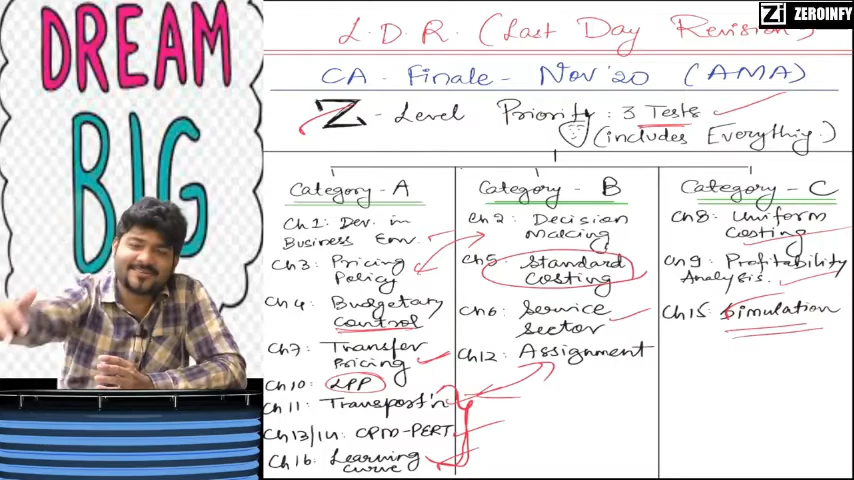 DREAM
BIG
Zi ZEROINFY
L.D.R. (Last Day Revision)
CA - Finale - Nov'20 (AMA)
Z - Level Priority : 3 Tests
(includes Everything.)
Category - A
Ch1: Dev. in
Business Env.
Ch3: Pricing
Policy
Ch4: Budgetary
Control
Ch7: Transfer
Pricing
Ch10: LPP
Ch11: Transport'n
Ch13/14: CPM-PERT
Ch16: Learning
curve
Category - B
Ch2: Decision
Making
Ch5: Standard
Costing
Ch6: Service
Sector
Ch12: Assignment
Category - C
Ch8: Uniform
Costing
Ch9: Profitability
Analysis.
Ch15: Simulation